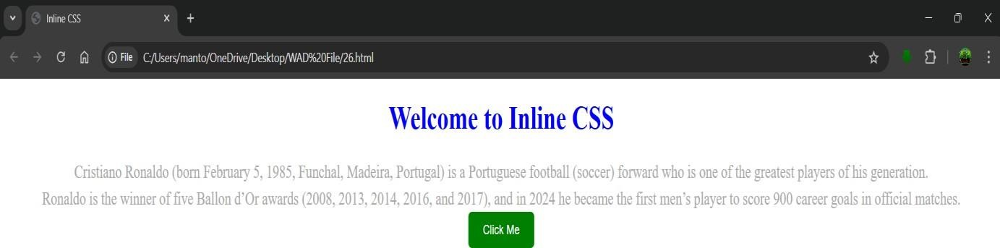 Inline CSS
File C:/Users/manto/OneDrive/Desktop/WAD%20File/26.html
Welcome to Inline CSS
Cristiano Ronaldo (born February 5, 1985, Funchal, Madeira, Portugal) is a Portuguese football (soccer) forward who is one of the greatest players of his generation.
Ronaldo is the winner of five Ballon d’Or awards (2008, 2013, 2014, 2016, and 2017), and in 2024 he became the first men’s player to score 900 career goals in official matches.
Click Me